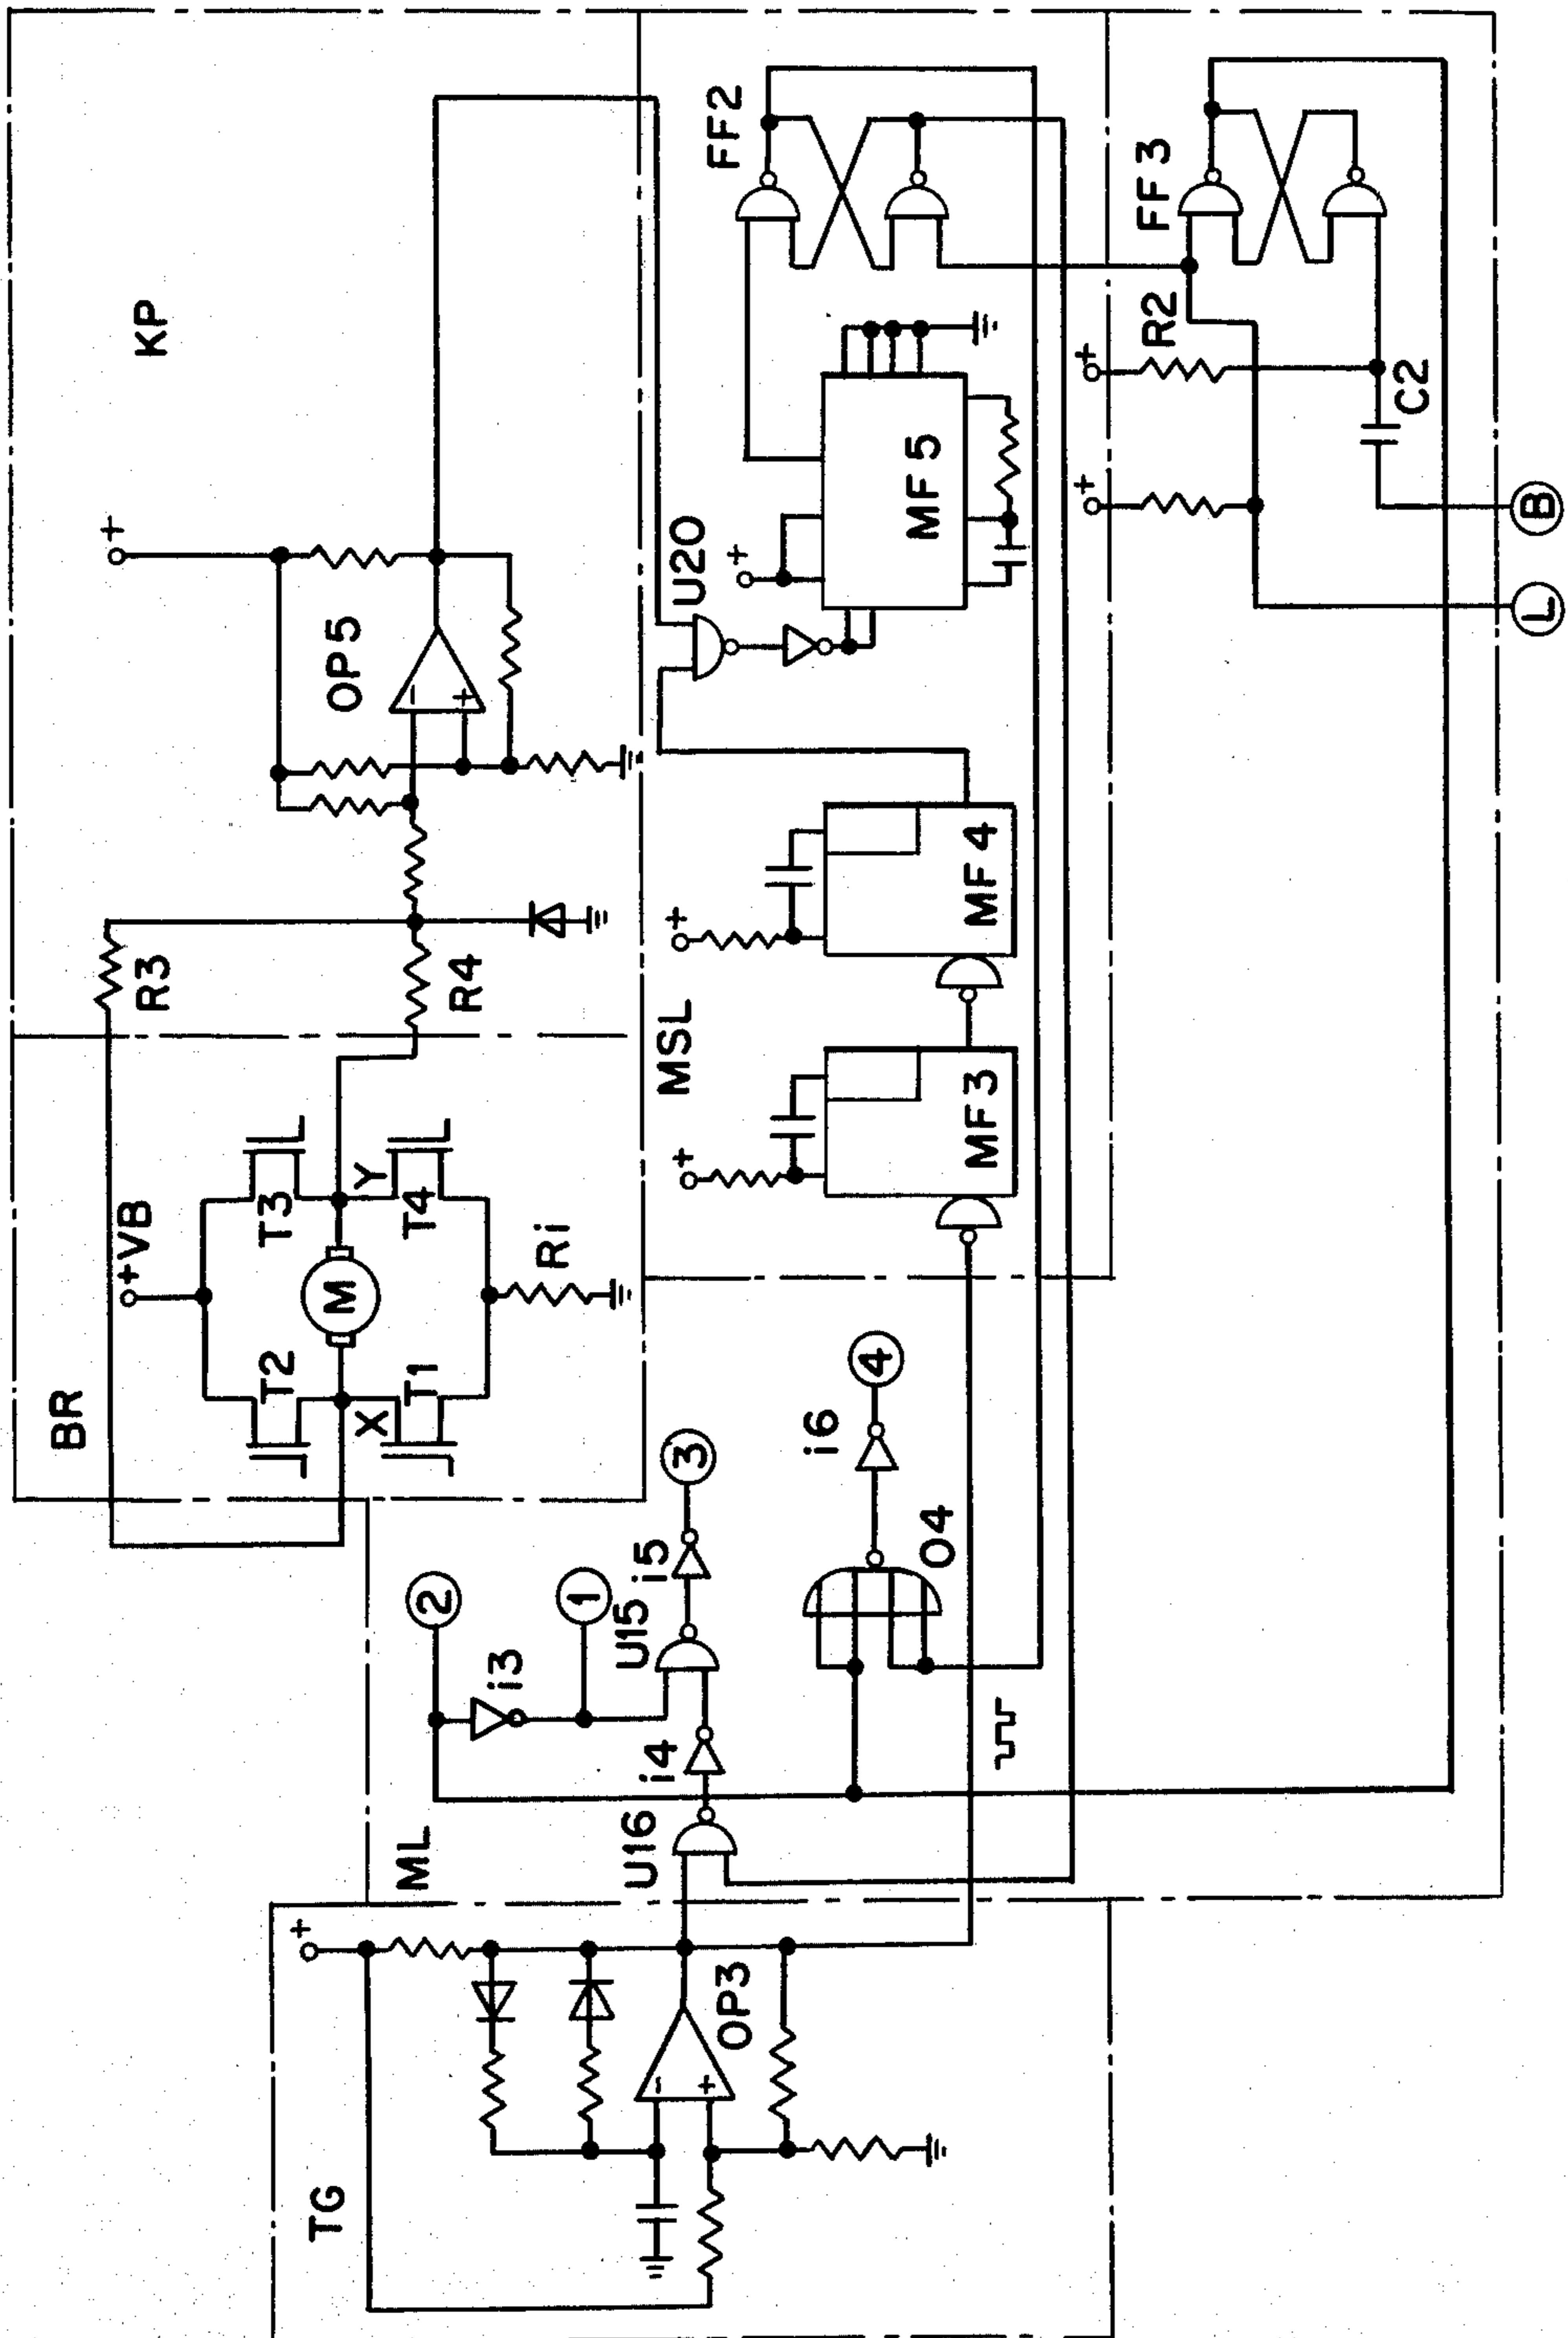 KP
BR
+VB
T3
T2
M
X
Y
T1
T4
Ri
R3
R4
+
OP5
-
+
FF2
U20
+
MF5
MSL
+
MF4
+
MF3
FF3
R2
+
+
C2
B
L
2
1
3
4
i3
U15
i5
i4
i6
O4
ML
U16
TG
+
OP3
-
+